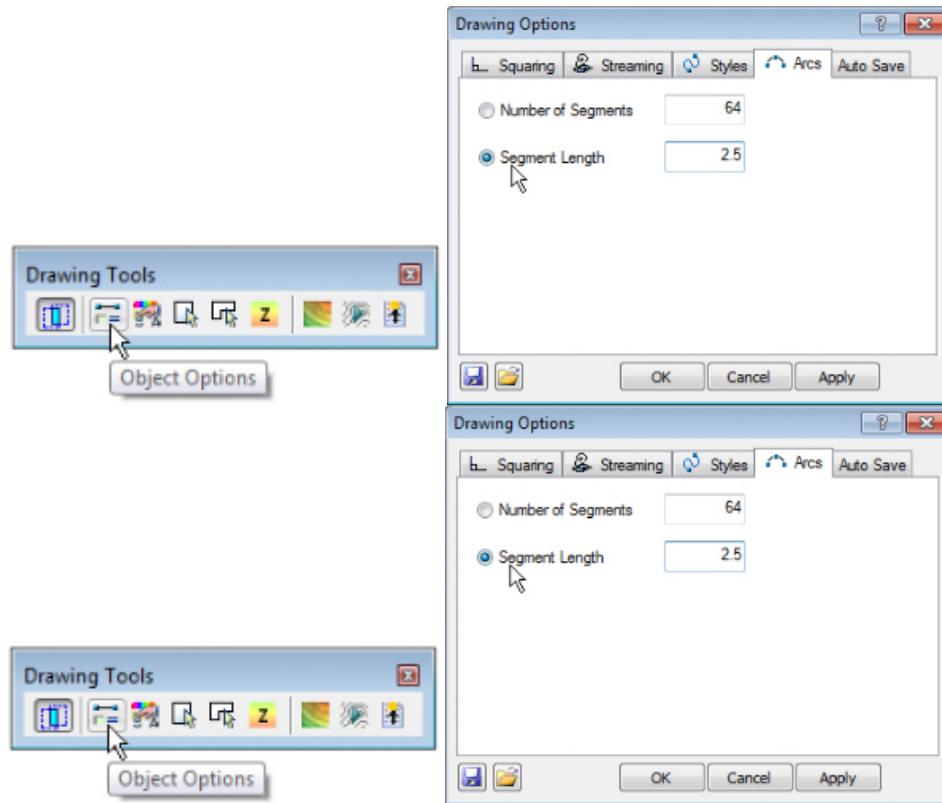 Drawing Options
Squaring Streaming Styles Arcs Auto Save
Number of Segments 64
Segment Length 2.5
OK Cancel Apply
Drawing Tools
Z
Object Options
Drawing Options
Squaring Streaming Styles Arcs Auto Save
Number of Segments 64
Segment Length 2.5
OK Cancel Apply
Drawing Tools
Z
Object Options